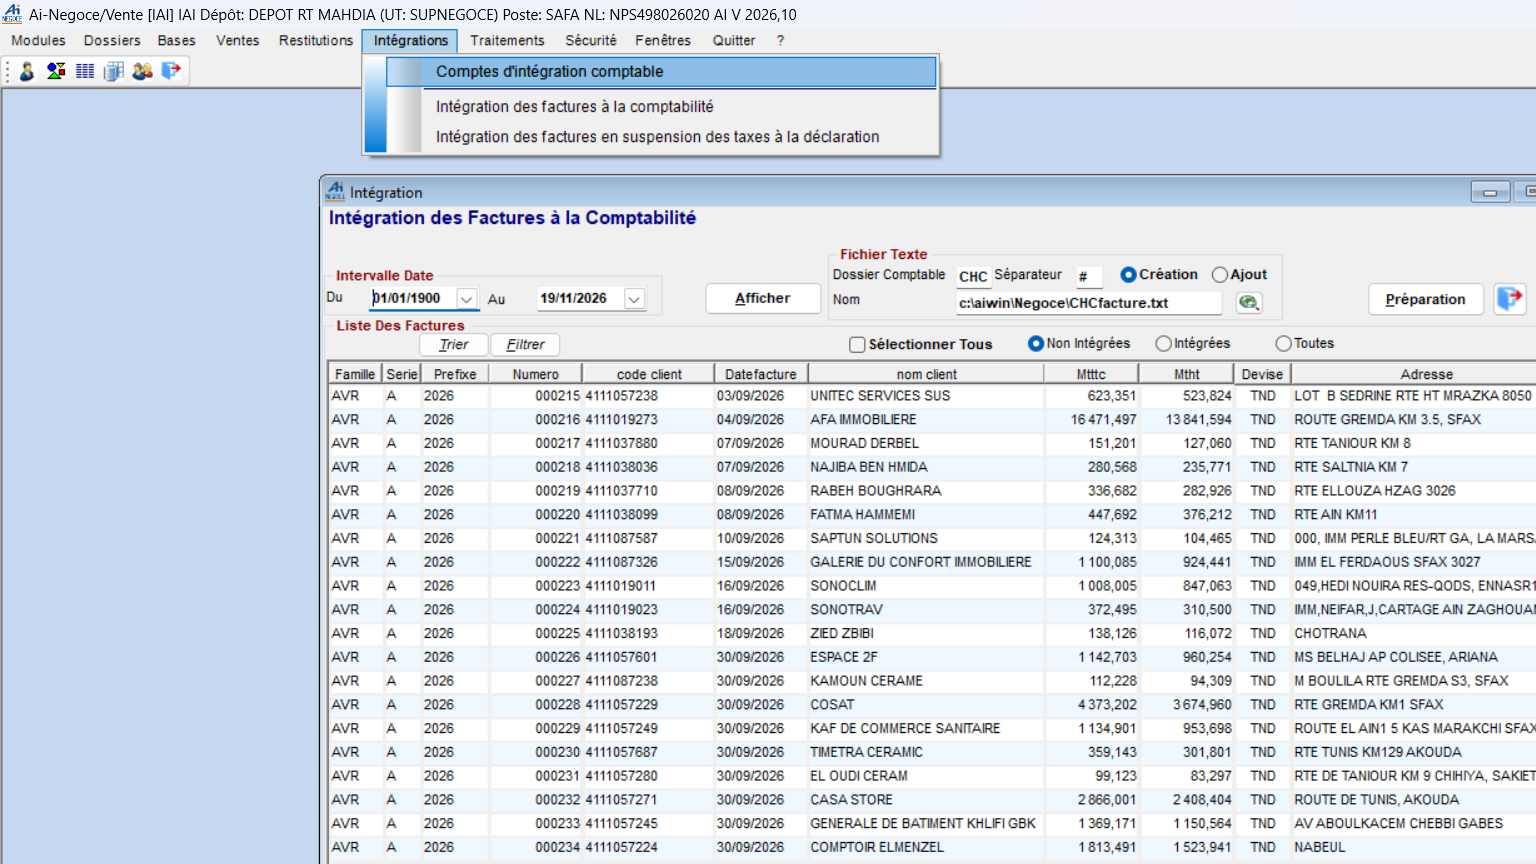 Ai-Negoce/Vente [IAI] IAI Dépôt: DEPOT RT MAHDIA (UT: SUPNEGOCE) Poste: SAFA NL: NPS498026020 AI V 2026,10
Modules Dossiers Bases Ventes Restitutions Intégrations Traitements Sécurité Fenêtres Quitter ?
Comptes d'intégration comptable
Intégration des factures à la comptabilité
Intégration des factures en suspension des taxes à la déclaration
Intégration
Intégration des Factures à la Comptabilité
Fichier Texte
Intervalle Date
Dossier Comptable CHC Séparateur # Création Ajout
Du 01/01/1900 Au 19/11/2026 Afficher
Nom c:\aiwin\Negoce\CHCfacture.txt Préparation
Liste Des Factures
Trier Filtrer Sélectionner Tous Non Intégrées Intégrées Toutes
Famille Serie Prefixe Numero code client Datefacture nom client Mtttc Mtht Devise Adresse
AVR A 2026 000215 4111057238 03/09/2026 UNITEC SERVICES SUS 623,351 523,824 TND LOT B SEDRINE RTE HT MRAZKA 8050
AVR A 2026 000216 4111019273 04/09/2026 AFA IMMOBILIERE 16 471,497 13 841,594 TND ROUTE GREMDA KM 3.5, SFAX
AVR A 2026 000217 4111037880 07/09/2026 MOURAD DERBEL 151,201 127,060 TND RTE TANIOUR KM 8
AVR A 2026 000218 4111038036 07/09/2026 NAJIBA BEN HMIDA 280,568 235,771 TND RTE SALTNIA KM 7
AVR A 2026 000219 4111037710 08/09/2026 RABEH BOUGHRARA 336,682 282,926 TND RTE ELLOUZA HZAG 3026
AVR A 2026 000220 4111038099 08/09/2026 FATMA HAMMEMI 447,692 376,212 TND RTE AIN KM11
AVR A 2026 000221 4111087587 10/09/2026 SAPTUN SOLUTIONS 124,313 104,465 TND 000, IMM PERLE BLEU/RT GA, LA MARSA
AVR A 2026 000222 4111087326 15/09/2026 GALERIE DU CONFORT IMMOBILIERE 1 100,085 924,441 TND IMM EL FERDAOUS SFAX 3027
AVR A 2026 000223 4111019011 16/09/2026 SONOCLIM 1 008,005 847,063 TND 049,HEDI NOUIRA RES-QODS, ENNASR1
AVR A 2026 000224 4111019023 16/09/2026 SONOTRAV 372,495 310,500 TND IMM,NEIFAR,J,CARTAGE AIN ZAGHOUAN
AVR A 2026 000225 4111038193 18/09/2026 ZIED ZBIBI 138,126 116,072 TND CHOTRANA
AVR A 2026 000226 4111057601 30/09/2026 ESPACE 2F 1 142,703 960,254 TND MS BELHAJ AP COLISEE, ARIANA
AVR A 2026 000227 4111087238 30/09/2026 KAMOUN CERAME 112,228 94,309 TND M BOULILA RTE GREMDA S3, SFAX
AVR A 2026 000228 4111057229 30/09/2026 COSAT 4 373,202 3 674,960 TND RTE GREMDA KM1 SFAX
AVR A 2026 000229 4111057249 30/09/2026 KAF DE COMMERCE SANITAIRE 1 134,901 953,698 TND ROUTE EL AIN1 5 KAS MARAKCHI SFAX
AVR A 2026 000230 4111057687 30/09/2026 TIMETRA CERAMIC 359,143 301,801 TND RTE TUNIS KM129 AKOUDA
AVR A 2026 000231 4111057280 30/09/2026 EL OUDI CERAM 99,123 83,297 TND RTE DE TANIOUR KM 9 CHIHIYA, SAKIET
AVR A 2026 000232 4111057271 30/09/2026 CASA STORE 2 866,001 2 408,404 TND ROUTE DE TUNIS, AKOUDA
AVR A 2026 000233 4111057245 30/09/2026 GENERALE DE BATIMENT KHLIFI GBK 1 369,171 1 150,564 TND AV ABOULKACEM CHEBBI GABES
AVR A 2026 000234 4111057224 30/09/2026 COMPTOIR ELMENZEL 1 813,491 1 523,941 TND NABEUL